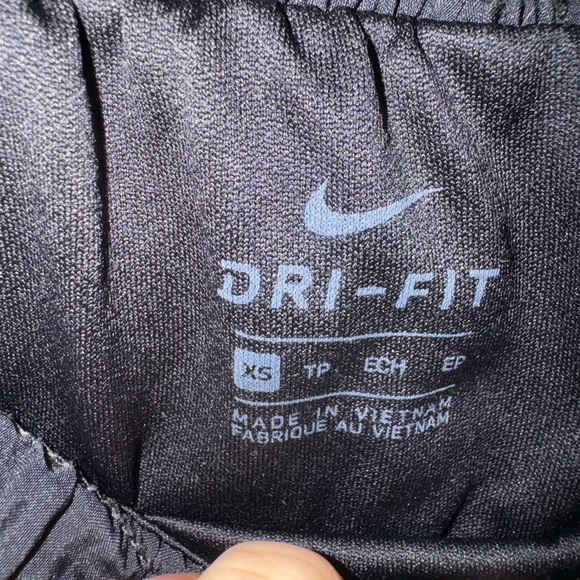 DRI-FIT
XS TP ECH EP
MADE IN VIETNAM
FABRIQUE AU VIETNAM